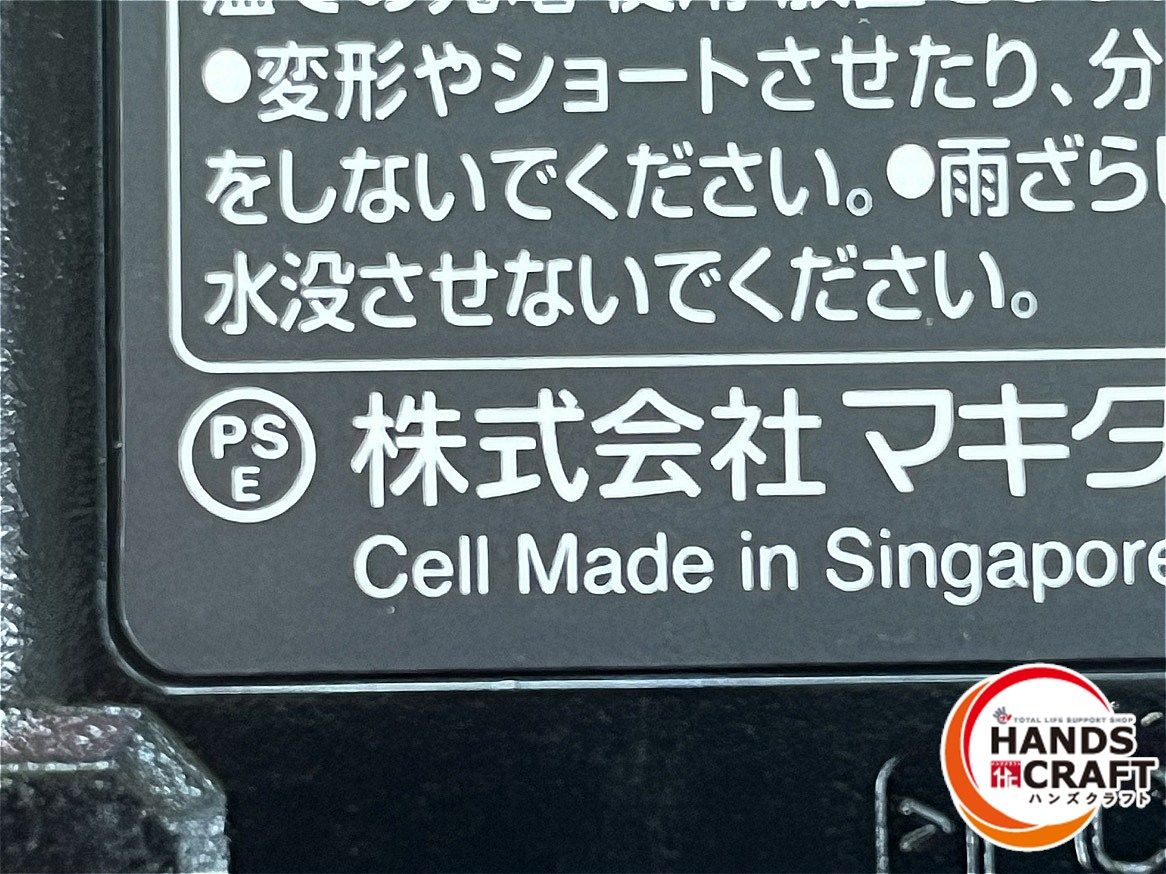 ●変形やショートさせたり、分
をしないでください。●雨ざらし
水没させないでください。
PS
E
株式会社マキタ
Cell Made in Singapore
TOTAL LIFE SUPPORT SHOP
HANDS
CRAFT
ハンズクラフト